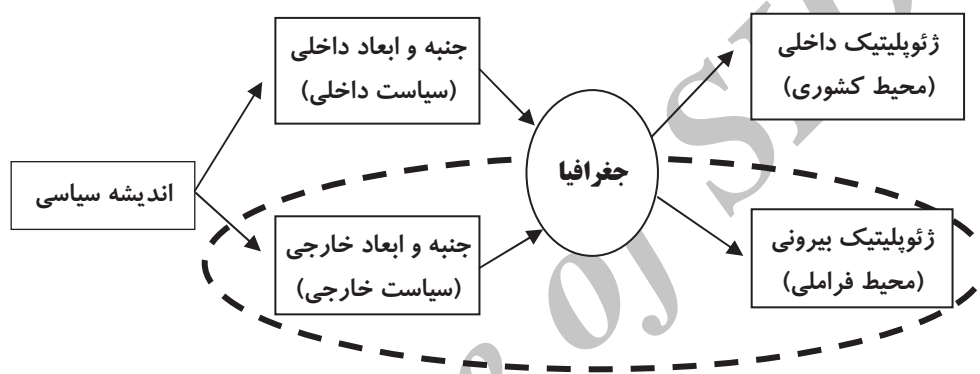 جنبه و ابعاد داخلی
(سیاست داخلی)
ژئوپلیتیک داخلی
(محیط کشوری)
جغرافیا
اندیشه سیاسی
جنبه و ابعاد خارجی
(سیاست خارجی)
ژئوپلیتیک بیرونی
(محیط فراملی)
of